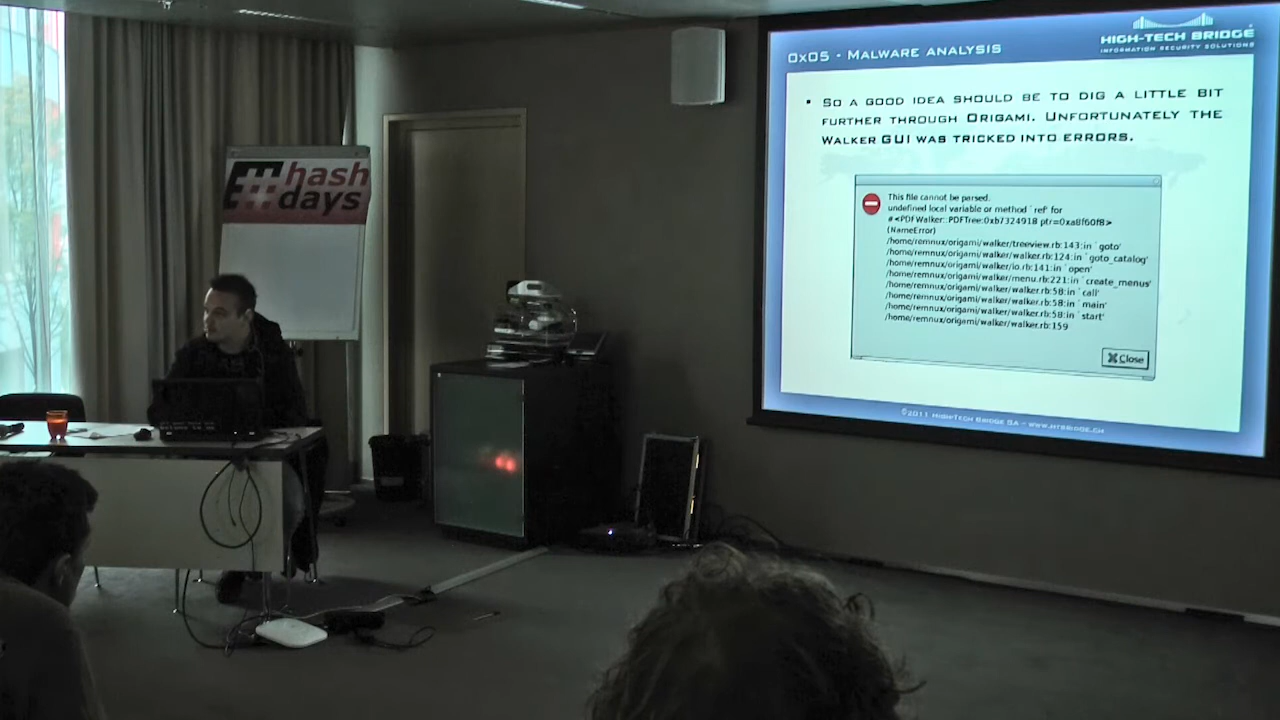 hash
days
0x05 - Malware analysis
HIGH-TECH BRIDGE
INFORMATION SECURITY SOLUTIONS
• So a good idea should be to dig a little bit
further through Origami. Unfortunately the
Walker GUI was tricked into errors.
This file cannot be parsed.
undefined local variable or method `ref' for
#<PDFWalker::PDFTree:0xb7324918 ptr=0xa8f60f8>
(NameError)
/home/remnux/origami/walker/treeview.rb:143:in `goto'
/home/remnux/origami/walker/walker.rb:124:in `goto_catalog'
/home/remnux/origami/walker/io.rb:141:in `open'
/home/remnux/origami/walker/menu.rb:221:in `create_menus'
/home/remnux/origami/walker/walker.rb:58:in `call'
/home/remnux/origami/walker/walker.rb:58:in `main'
/home/remnux/origami/walker/walker.rb:58:in `start'
/home/remnux/origami/walker/walker.rb:159
Close
©2011 High-Tech Bridge SA – www.htbridge.ch